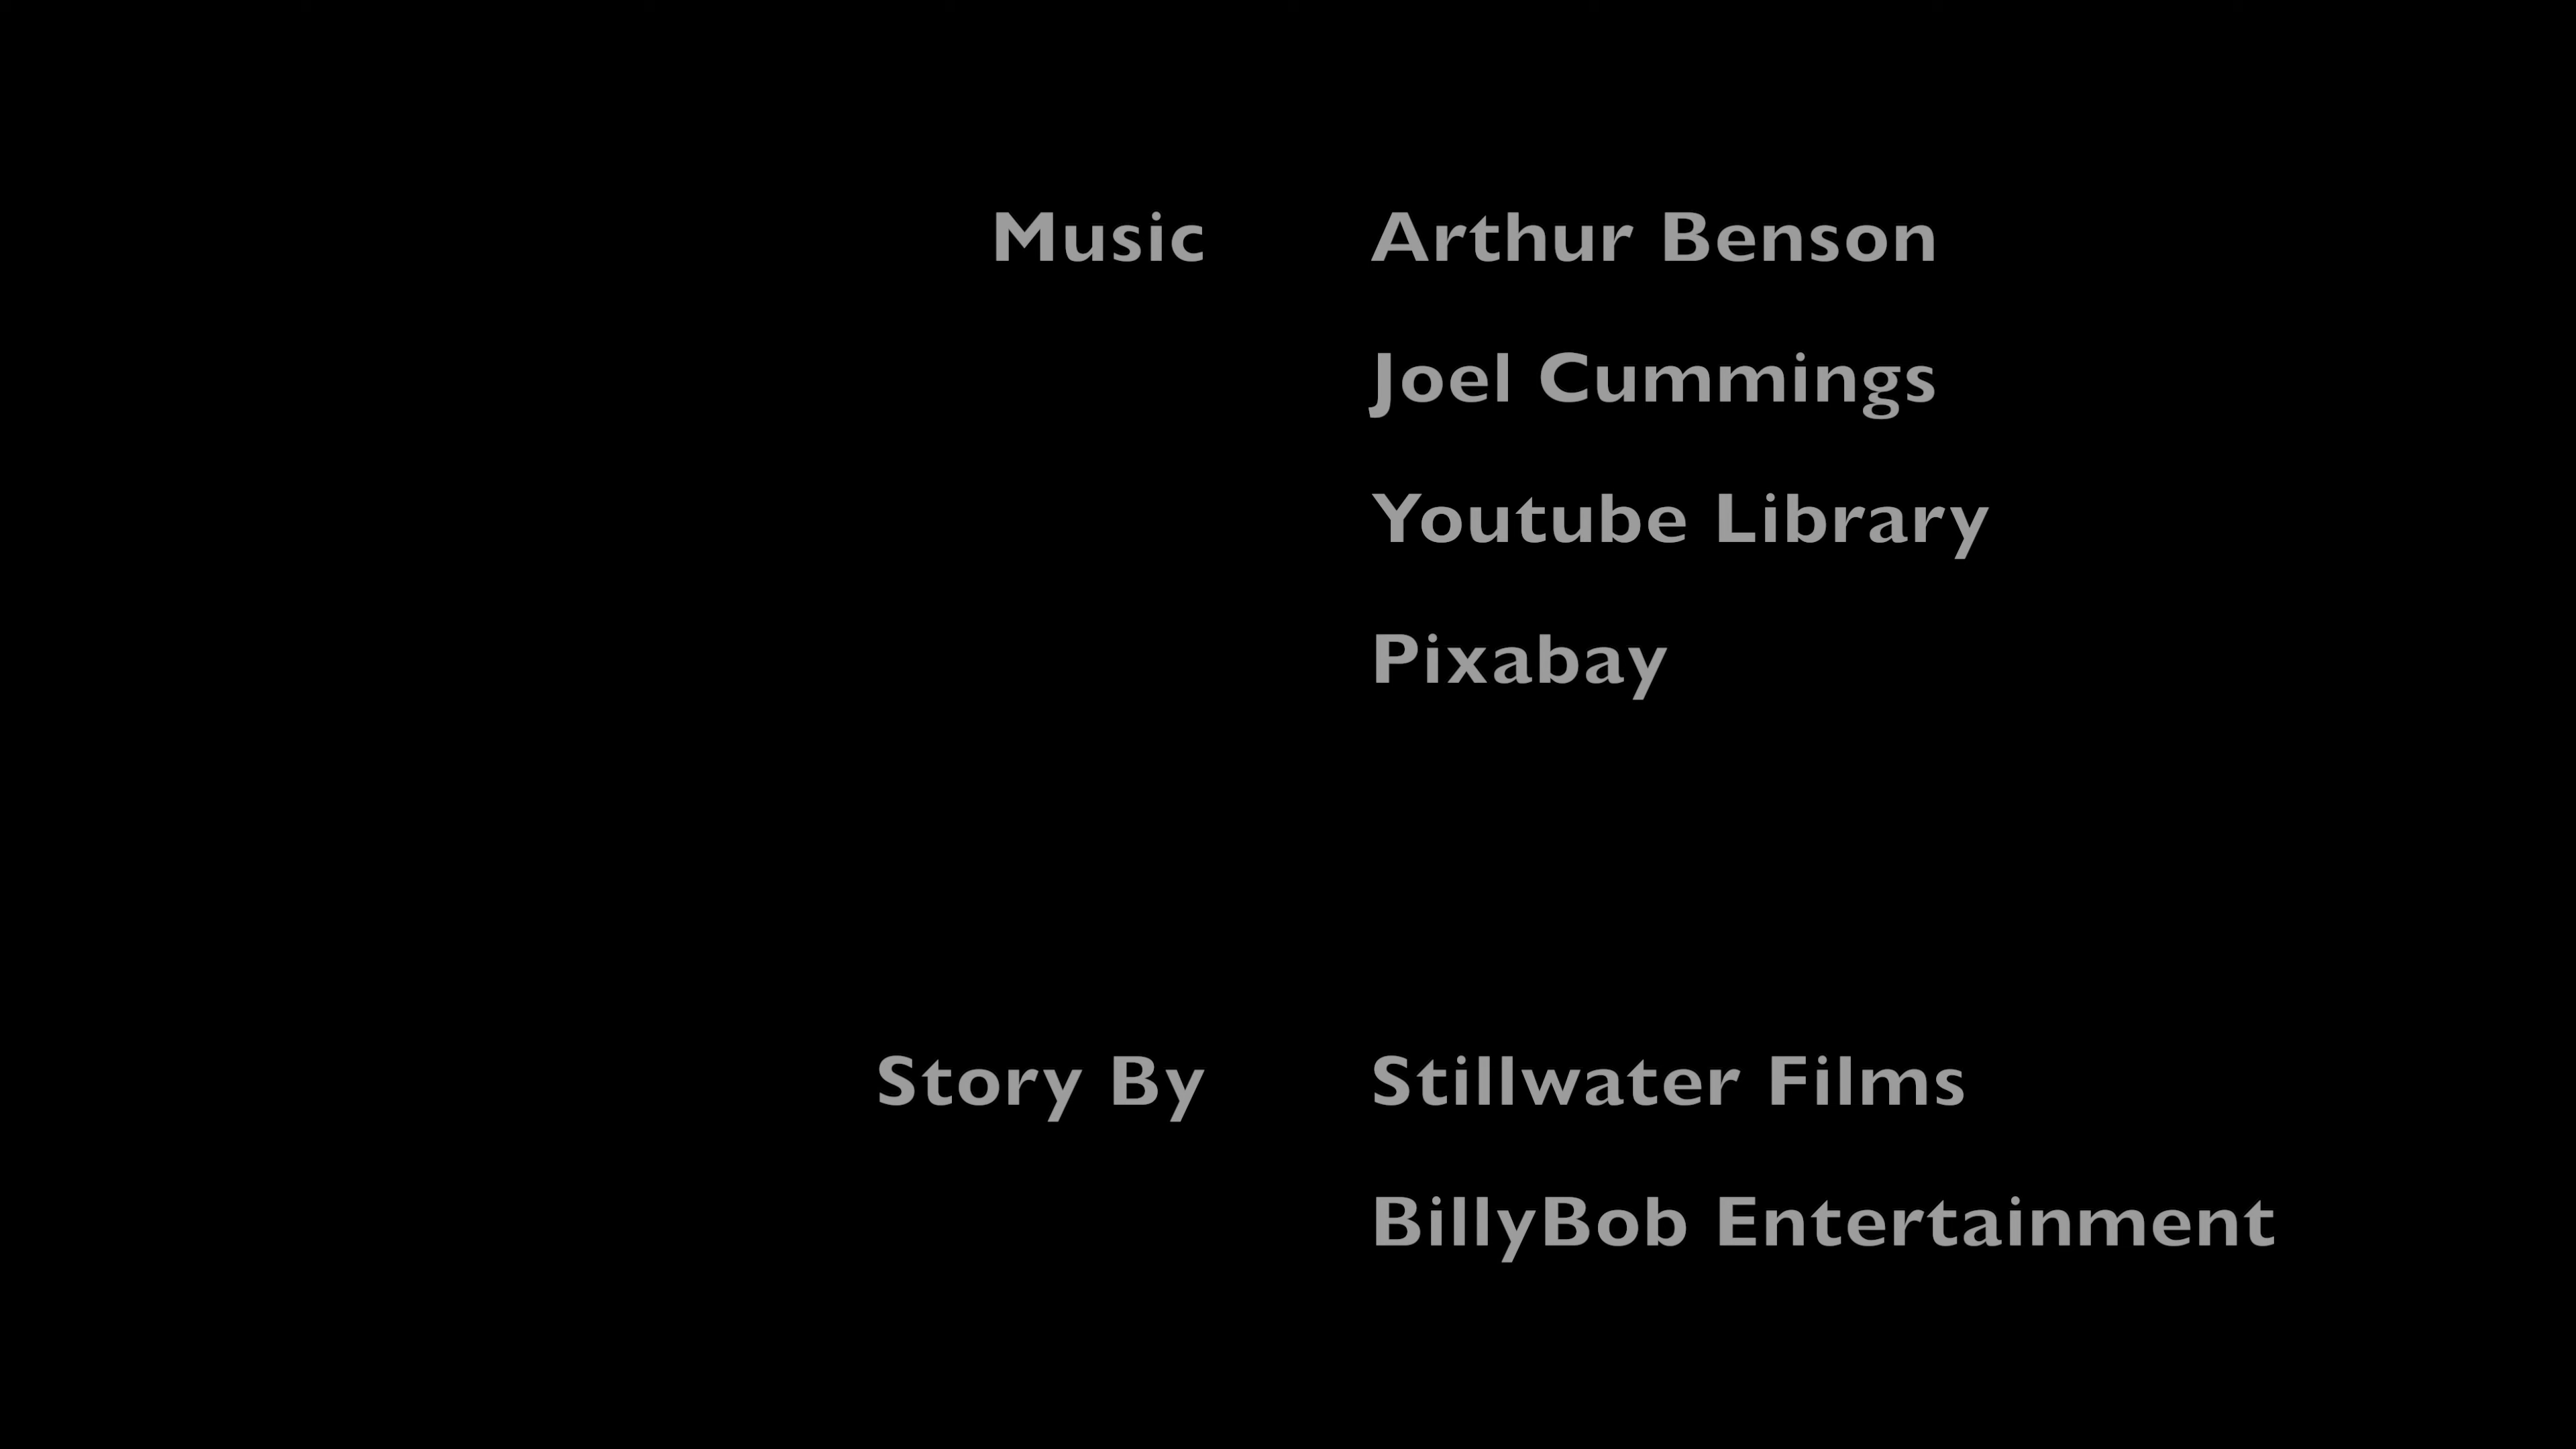 Music Arthur Benson
Joel Cummings
Youtube Library
Pixabay
Story By Stillwater Films
BillyBob Entertainment